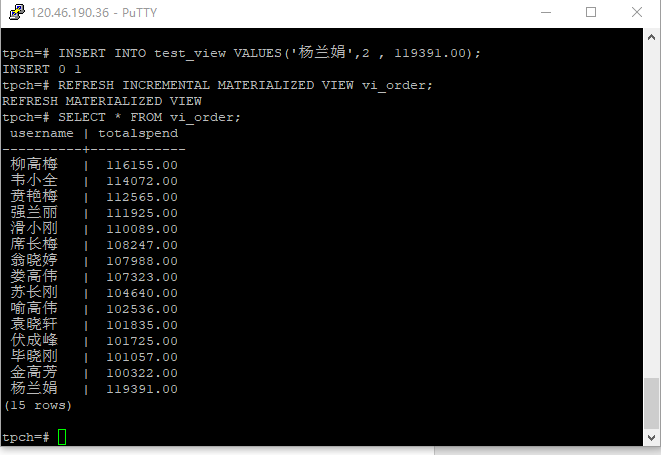 120.46.190.36 - PuTTY
tpch=# INSERT INTO test_view VALUES('杨兰娟',2 , 119391.00);
INSERT 0 1
tpch=# REFRESH INCREMENTAL MATERIALIZED VIEW vi_order;
REFRESH MATERIALIZED VIEW
tpch=# SELECT * FROM vi_order;
 username | totalspend
----------+------------
 柳高梅   |  116155.00
 韦小全   |  114072.00
 贲艳梅   |  112565.00
 强兰丽   |  111925.00
 滑小刚   |  110089.00
 席长梅   |  108247.00
 翁晓婷   |  107988.00
 娄高伟   |  107323.00
 苏长刚   |  104640.00
 喻高伟   |  102536.00
 袁晓轩   |  101835.00
 伏成峰   |  101725.00
 毕晓刚   |  101057.00
 金高芳   |  100322.00
 杨兰娟   |  119391.00
(15 rows)
tpch=#